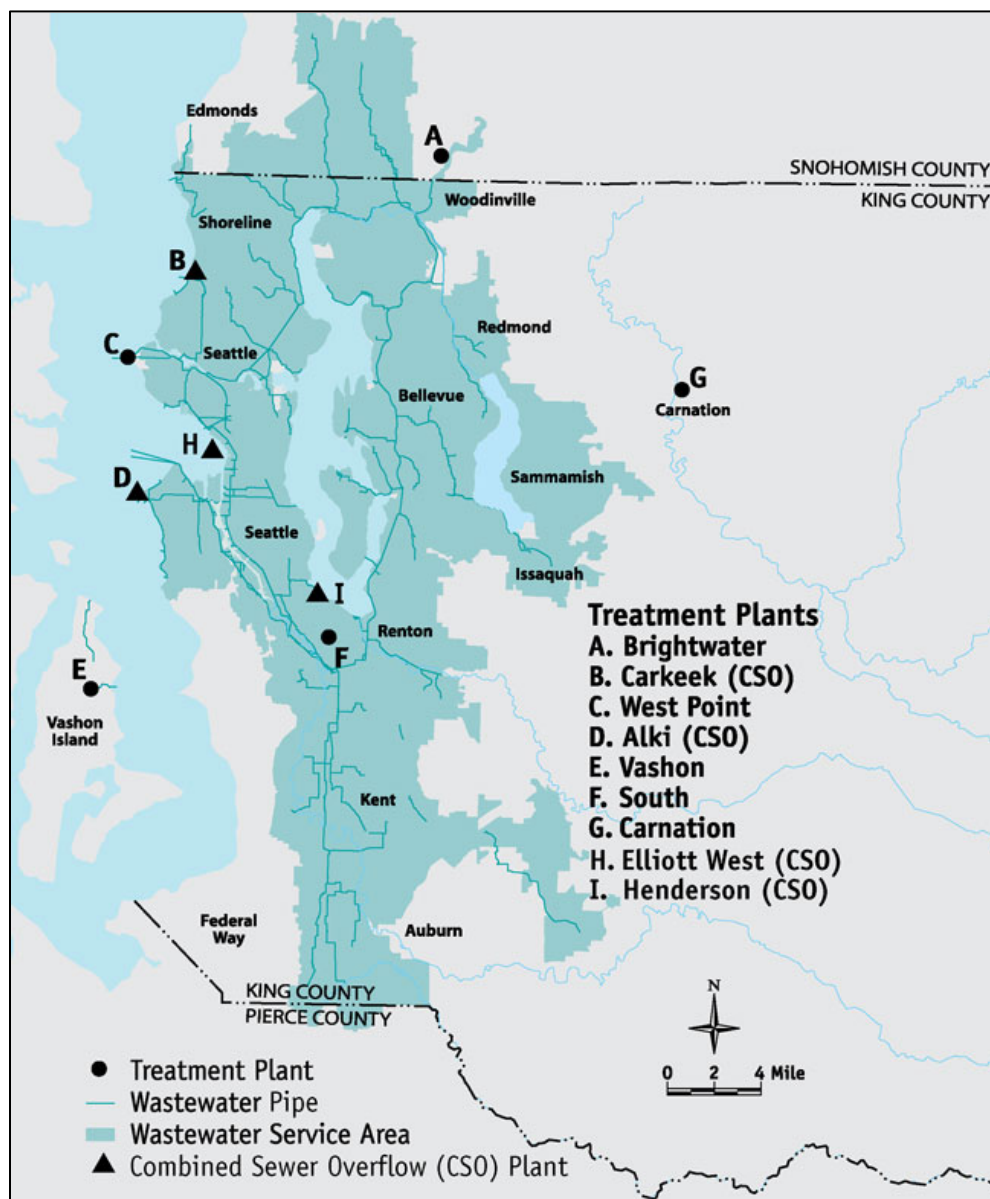 Edmonds
A
SNOHOMISH COUNTY
KING COUNTY
Woodinville
Shoreline
B
Redmond
C
Seattle
G
Bellevue
Carnation
H
Sammamish
D
Seattle
Issaquah
I
Treatment Plants
A. Brightwater
B. Carkeek (CSO)
C. West Point
D. Alki (CSO)
E. Vashon
F. South
G. Carnation
H. Elliott West (CSO)
I. Henderson (CSO)
Renton
F
E
Vashon
Island
Kent
Federal
Way
Auburn
KING COUNTY
PIERCE COUNTY
N
0 2 4 Mile
Treatment Plant
Wastewater Pipe
Wastewater Service Area
Combined Sewer Overflow (CSO) Plant